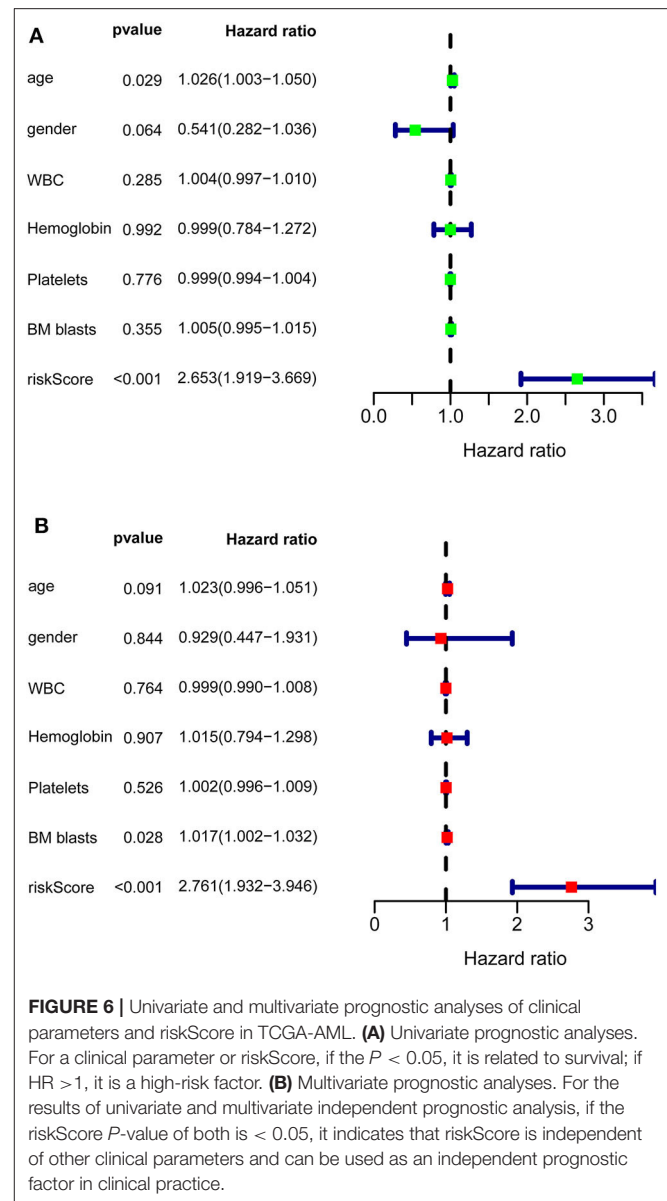 A
pvalue Hazard ratio
age 0.029 1.026(1.003−1.050)
gender 0.064 0.541(0.282−1.036)
WBC 0.285 1.004(0.997−1.010)
Hemoglobin 0.992 0.999(0.784−1.272)
Platelets 0.776 0.999(0.994−1.004)
BM blasts 0.355 1.005(0.995−1.015)
riskScore <0.001 2.653(1.919−3.669)
0.0 1.0 2.0 3.0
Hazard ratio
B
pvalue Hazard ratio
age 0.091 1.023(0.996−1.051)
gender 0.844 0.929(0.447−1.931)
WBC 0.764 0.999(0.990−1.008)
Hemoglobin 0.907 1.015(0.794−1.298)
Platelets 0.526 1.002(0.996−1.009)
BM blasts 0.028 1.017(1.002−1.032)
riskScore <0.001 2.761(1.932−3.946)
0 1 2 3
Hazard ratio
FIGURE 6 | Univariate and multivariate prognostic analyses of clinical
parameters and riskScore in TCGA-AML. (A) Univariate prognostic analyses.
For a clinical parameter or riskScore, if the P < 0.05, it is related to survival; if
HR >1, it is a high-risk factor. (B) Multivariate prognostic analyses. For the
results of univariate and multivariate independent prognostic analysis, if the
riskScore P-value of both is < 0.05, it indicates that riskScore is independent
of other clinical parameters and can be used as an independent prognostic
factor in clinical practice.